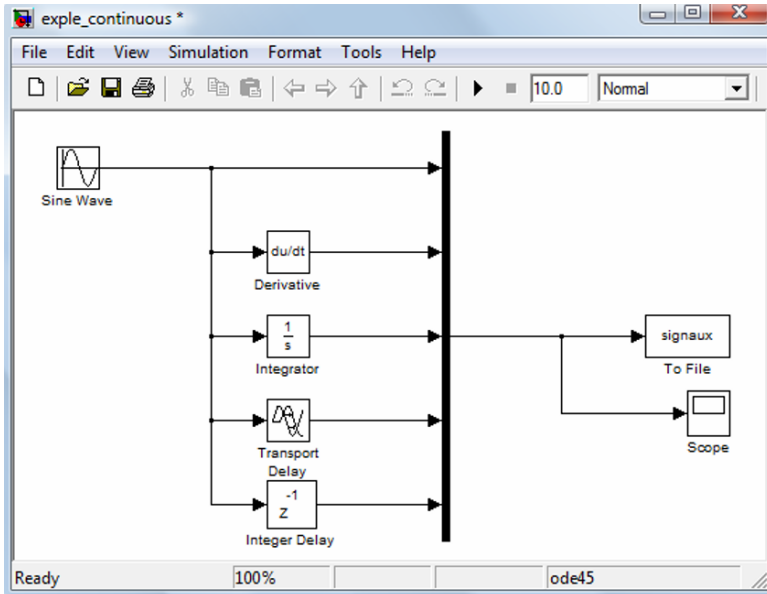 exple_continuous *
File Edit View Simulation Format Tools Help
10.0 Normal
Sine Wave
du/dt
Derivative
1
s
Integrator
signaux
To File
Transport
Delay
Scope
-1
Z
Integer Delay
Ready 100% ode45